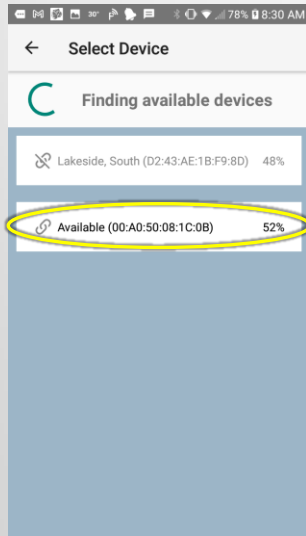 30° 78% 8:30 AM
Select Device
Finding available devices
Lakeside, South (D2:43:AE:1B:F9:8D) 48%
Available (00:A0:50:08:1C:0B) 52%